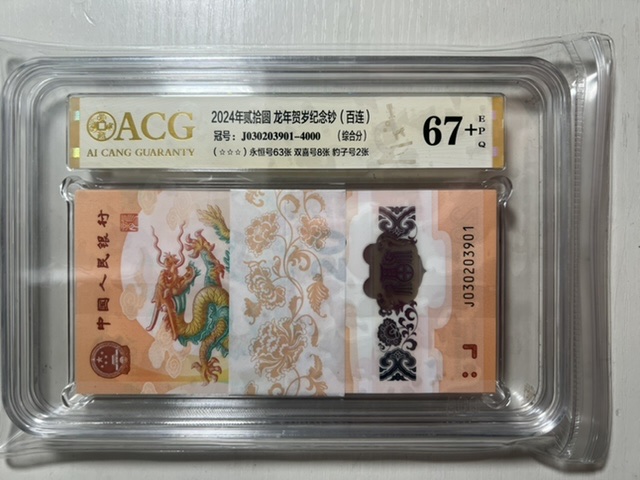 ACG
AI CANG GUARANTY
2024年贰拾圆 龙年贺岁纪念钞（百连）
冠号：J030203901-4000 （综合分）
（☆☆☆）永恒号63张 双喜号8张 豹子号2张
67+
EPQ
中国人民银行
20
J030203901